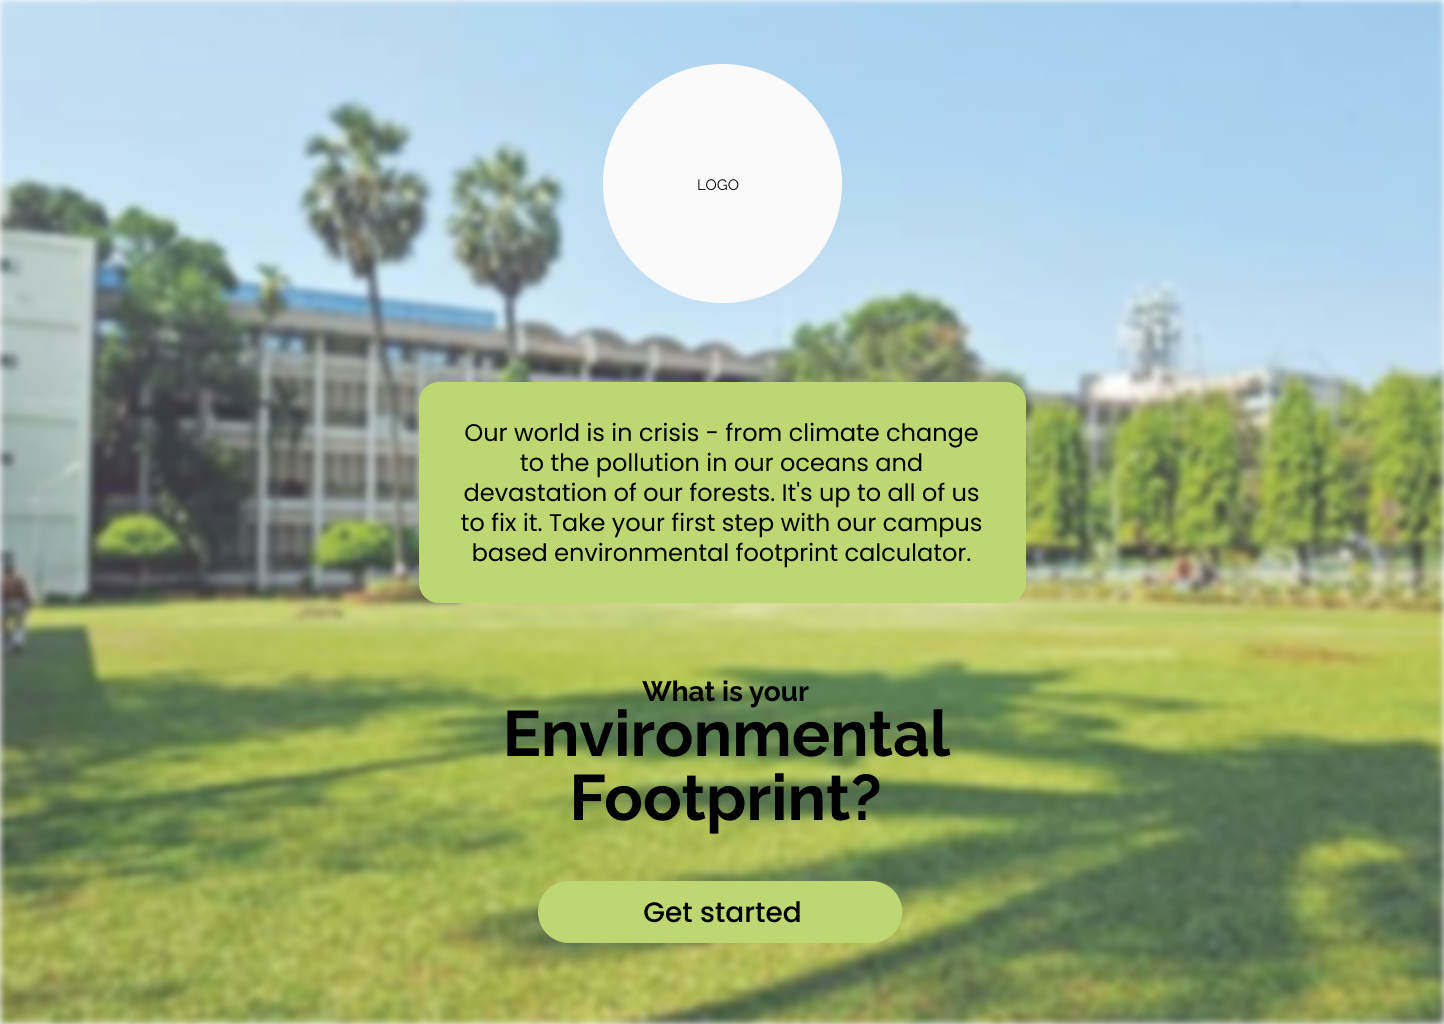 LOGO
Our world is in crisis - from climate change
to the pollution in our oceans and
devastation of our forests. It's up to all of us
to fix it. Take your first step with our campus
based environmental footprint calculator.
What is your
Environmental
Footprint?
Get started